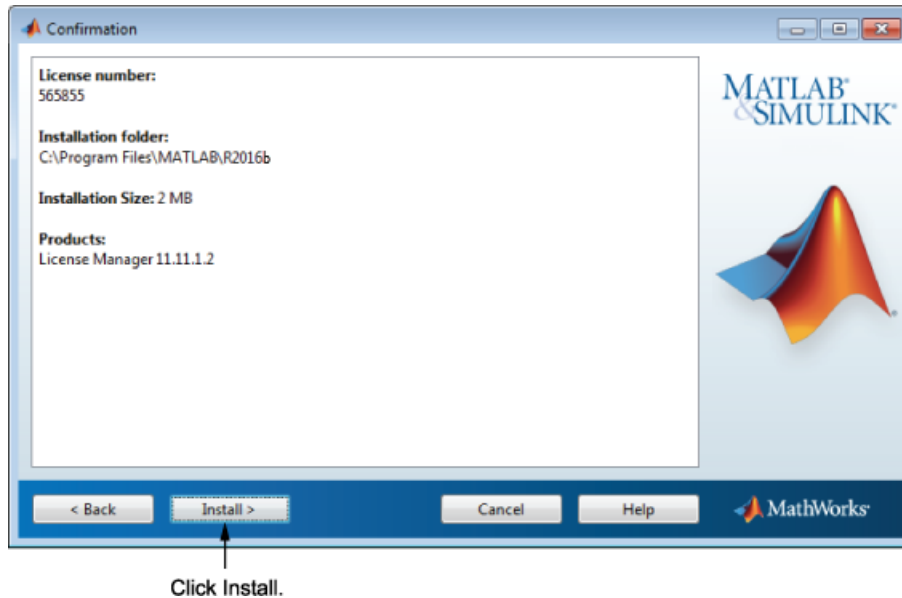 Confirmation
License number:
565855
Installation folder:
C:\Program Files\MATLAB\R2016b
Installation Size: 2 MB
Products:
License Manager 11.11.1.2
MATLAB®
&SIMULINK®
< Back
Install >
Cancel
Help
MathWorks®
Click Install.